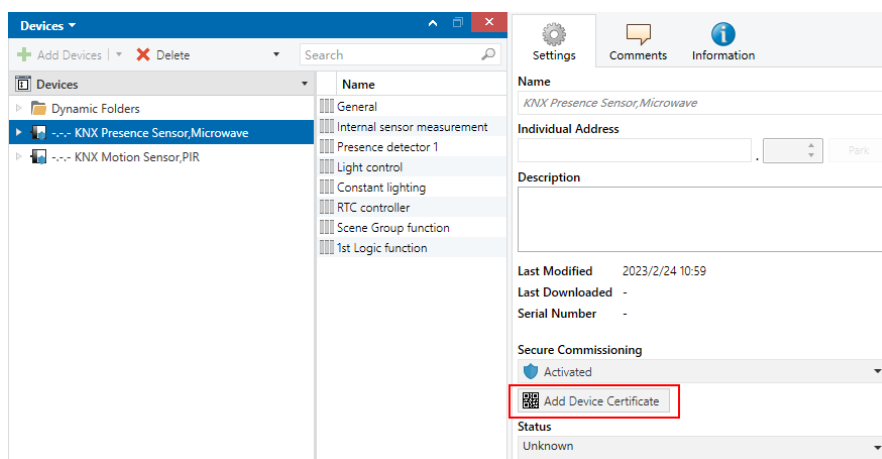 Devices
Add Devices
Delete
Search
Devices
Dynamic Folders
-.-.- KNX Presence Sensor,Microwave
-.-.- KNX Motion Sensor,PIR
Name
General
Internal sensor measurement
Presence detector 1
Light control
Constant lighting
RTC controller
Scene Group function
1st Logic function
Settings
Comments
Information
Name
KNX Presence Sensor,Microwave
Individual Address
. Park
Description
Last Modified 2023/2/24 10:59
Last Downloaded -
Serial Number -
Secure Commissioning
Activated
Add Device Certificate
Status
Unknown